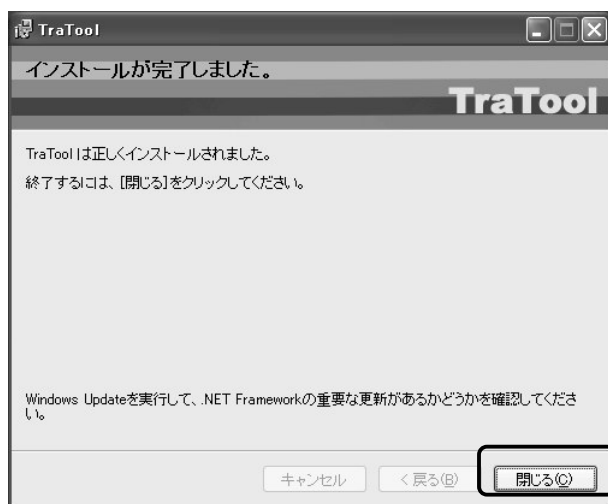 TraTool
インストールが完了しました。
TraTool
TraTool は正しくインストールされました。
終了するには、[閉じる]をクリックしてください。
Windows Updateを実行して、.NET Frameworkの重要な更新があるかどうかを確認してくださ
い。
キャンセル
< 戻る(B)
閉じる(C)